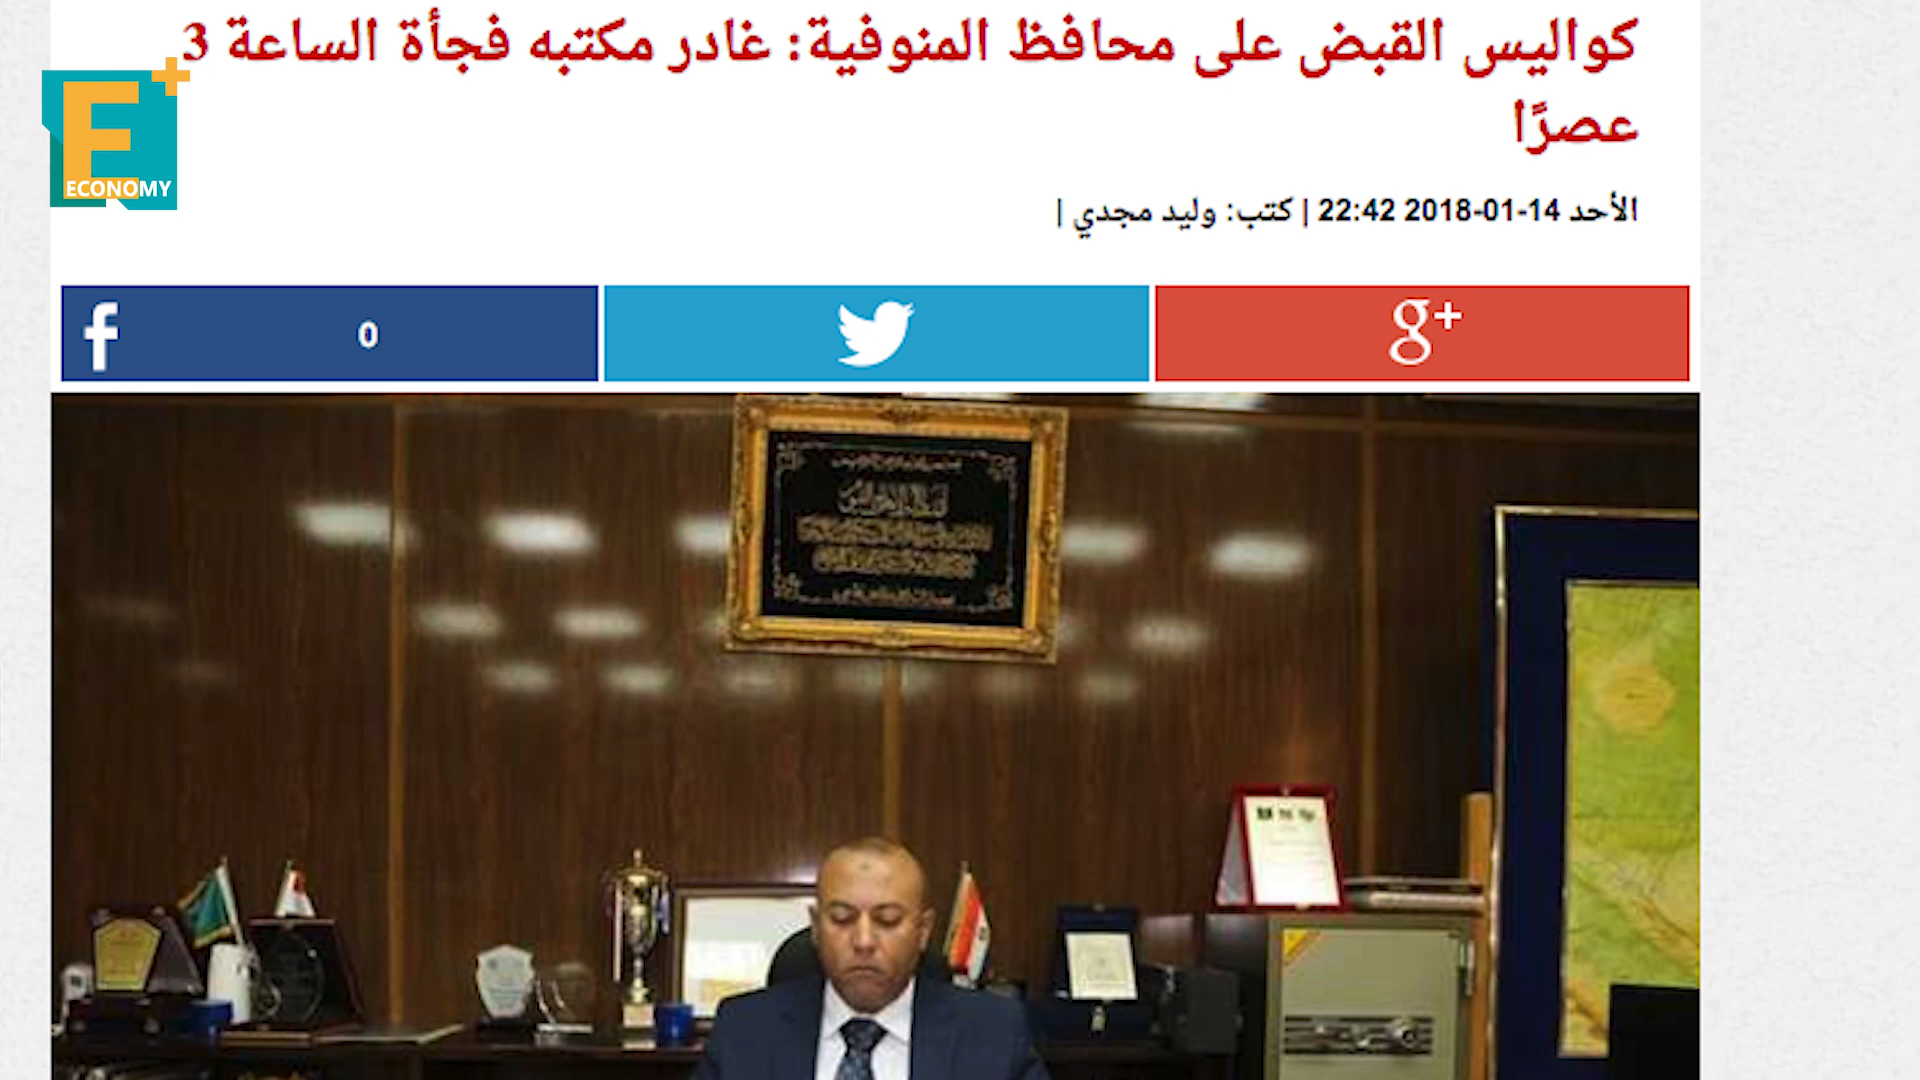 كواليس القبض على محافظ المنوفية: غادر مكتبه فجأة الساعة 3
عصرًا
الأحد 14-01-2018 22:42 | كتب: وليد مجدي |
E+
ECONOMY
f 0
g+